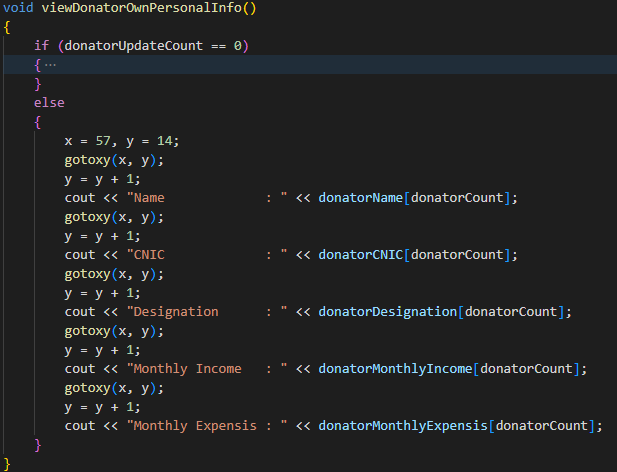 void viewDonatorOwnPersonalInfo()
{
    if (donatorUpdateCount == 0)
    { ···
    }
    else
    {
        x = 57, y = 14;
        gotoxy(x, y);
        y = y + 1;
        cout << "Name             : " << donatorName[donatorCount];
        gotoxy(x, y);
        y = y + 1;
        cout << "CNIC             : " << donatorCNIC[donatorCount];
        gotoxy(x, y);
        y = y + 1;
        cout << "Designation      : " << donatorDesignation[donatorCount];
        gotoxy(x, y);
        y = y + 1;
        cout << "Monthly Income   : " << donatorMonthlyIncome[donatorCount];
        gotoxy(x, y);
        y = y + 1;
        cout << "Monthly Expensis : " << donatorMonthlyExpensis[donatorCount];
    }
}